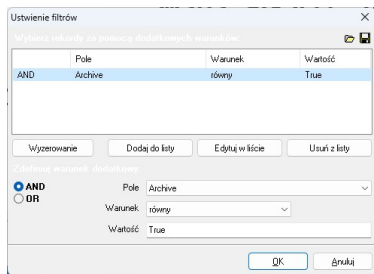 Ustwienie filtrów
Wybierz rekordy za pomocą dodatkowych warunków
Pole Warunek Wartość
AND Archive równy True
Wyzerowanie Dodaj do listy Edytuj w liście Usuń z listy
Zdefiniuj warunek dodatkowy
AND
OR
Pole Archive
Warunek równy
Wartość True
OK Anuluj